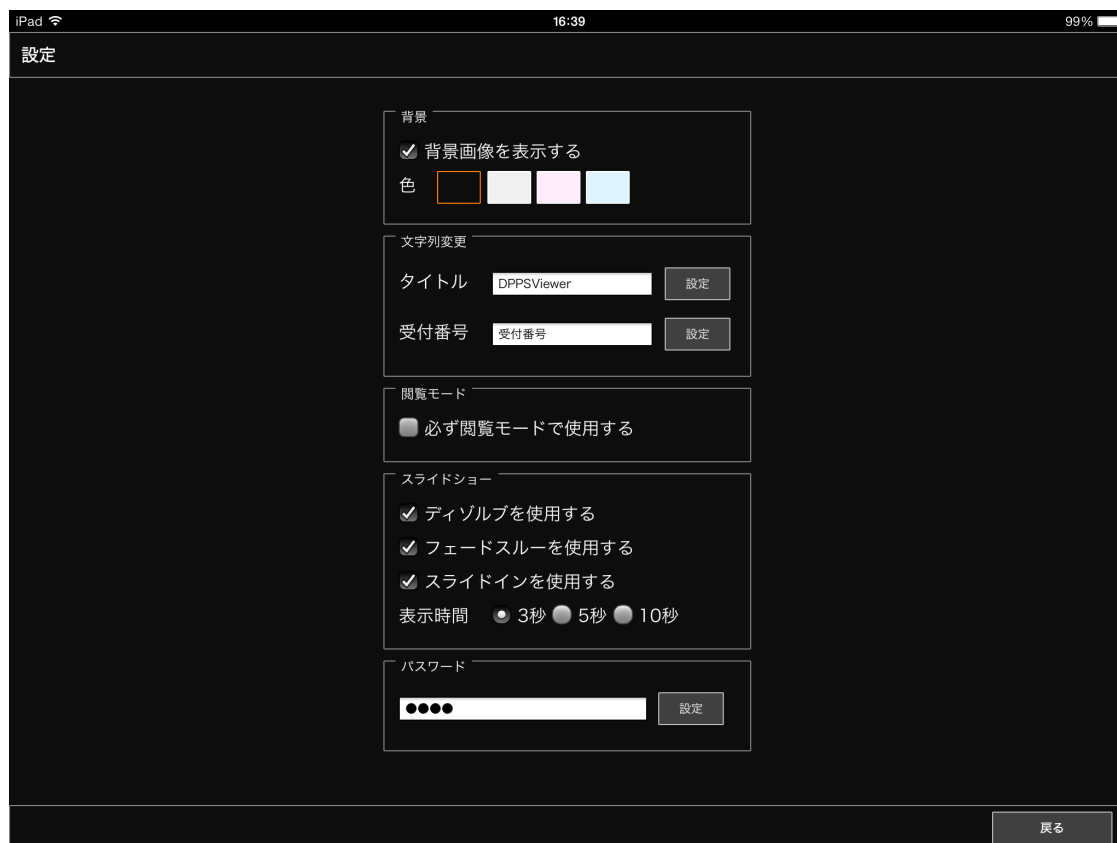 iPad 16:39 99%
設定
背景
背景画像を表示する
色
文字列変更
タイトル DPPSViewer 設定
受付番号 受付番号 設定
閲覧モード
必ず閲覧モードで使用する
スライドショー
ディゾルブを使用する
フェードスルーを使用する
スライドインを使用する
表示時間 3秒 5秒 10秒
パスワード
●●●● 設定
戻る